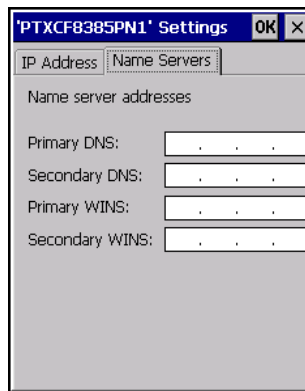 'PTXCF8385PN1' Settings OK ×
IP Address Name Servers
Name server addresses
Primary DNS: . . .
Secondary DNS: . . .
Primary WINS: . . .
Secondary WINS: . . .